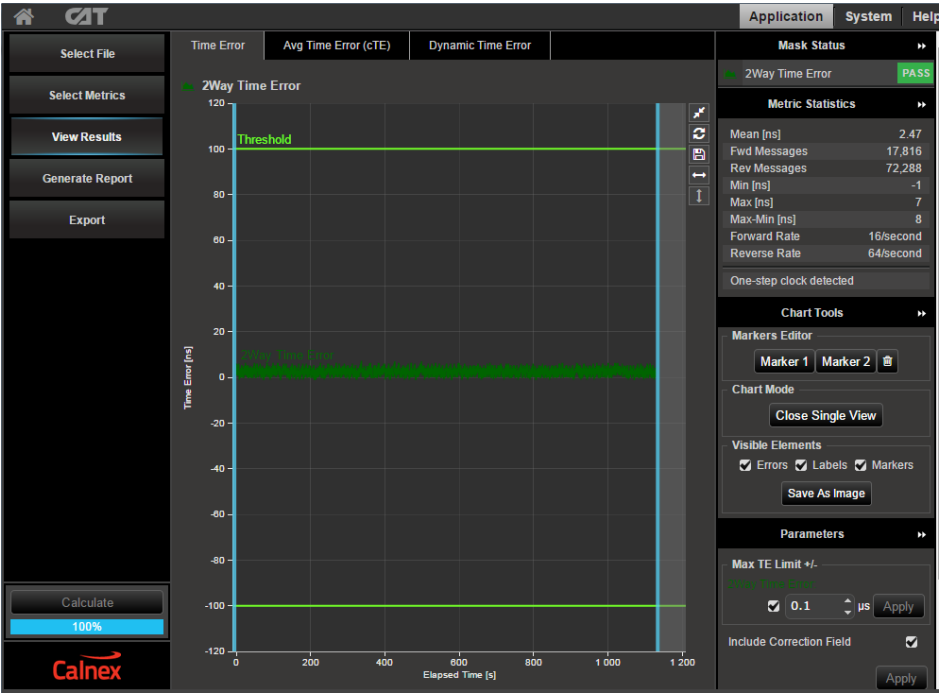 CAT
Application System Help
Select File
Select Metrics
View Results
Generate Report
Export
Calculate
100%
Calnex
Time Error Avg Time Error (cTE) Dynamic Time Error
2Way Time Error
120
100
80
60
40
20
0
-20
-40
-60
-80
-100
-120
Threshold
2Way Time Error
Time Error [ns]
0 200 400 600 800 1 000 1 200
Elapsed Time [s]
Mask Status
2Way Time Error PASS
Metric Statistics
Mean [ns] 2.47
Fwd Messages 17,816
Rev Messages 72,288
Min [ns] -1
Max [ns] 7
Max-Min [ns] 8
Forward Rate 16/second
Reverse Rate 64/second
One-step clock detected
Chart Tools
Markers Editor
Marker 1 Marker 2
Chart Mode
Close Single View
Visible Elements
Errors Labels Markers
Save As Image
Parameters
Max TE Limit +/-
2Way Time Error
0.1 µs Apply
Include Correction Field
Apply